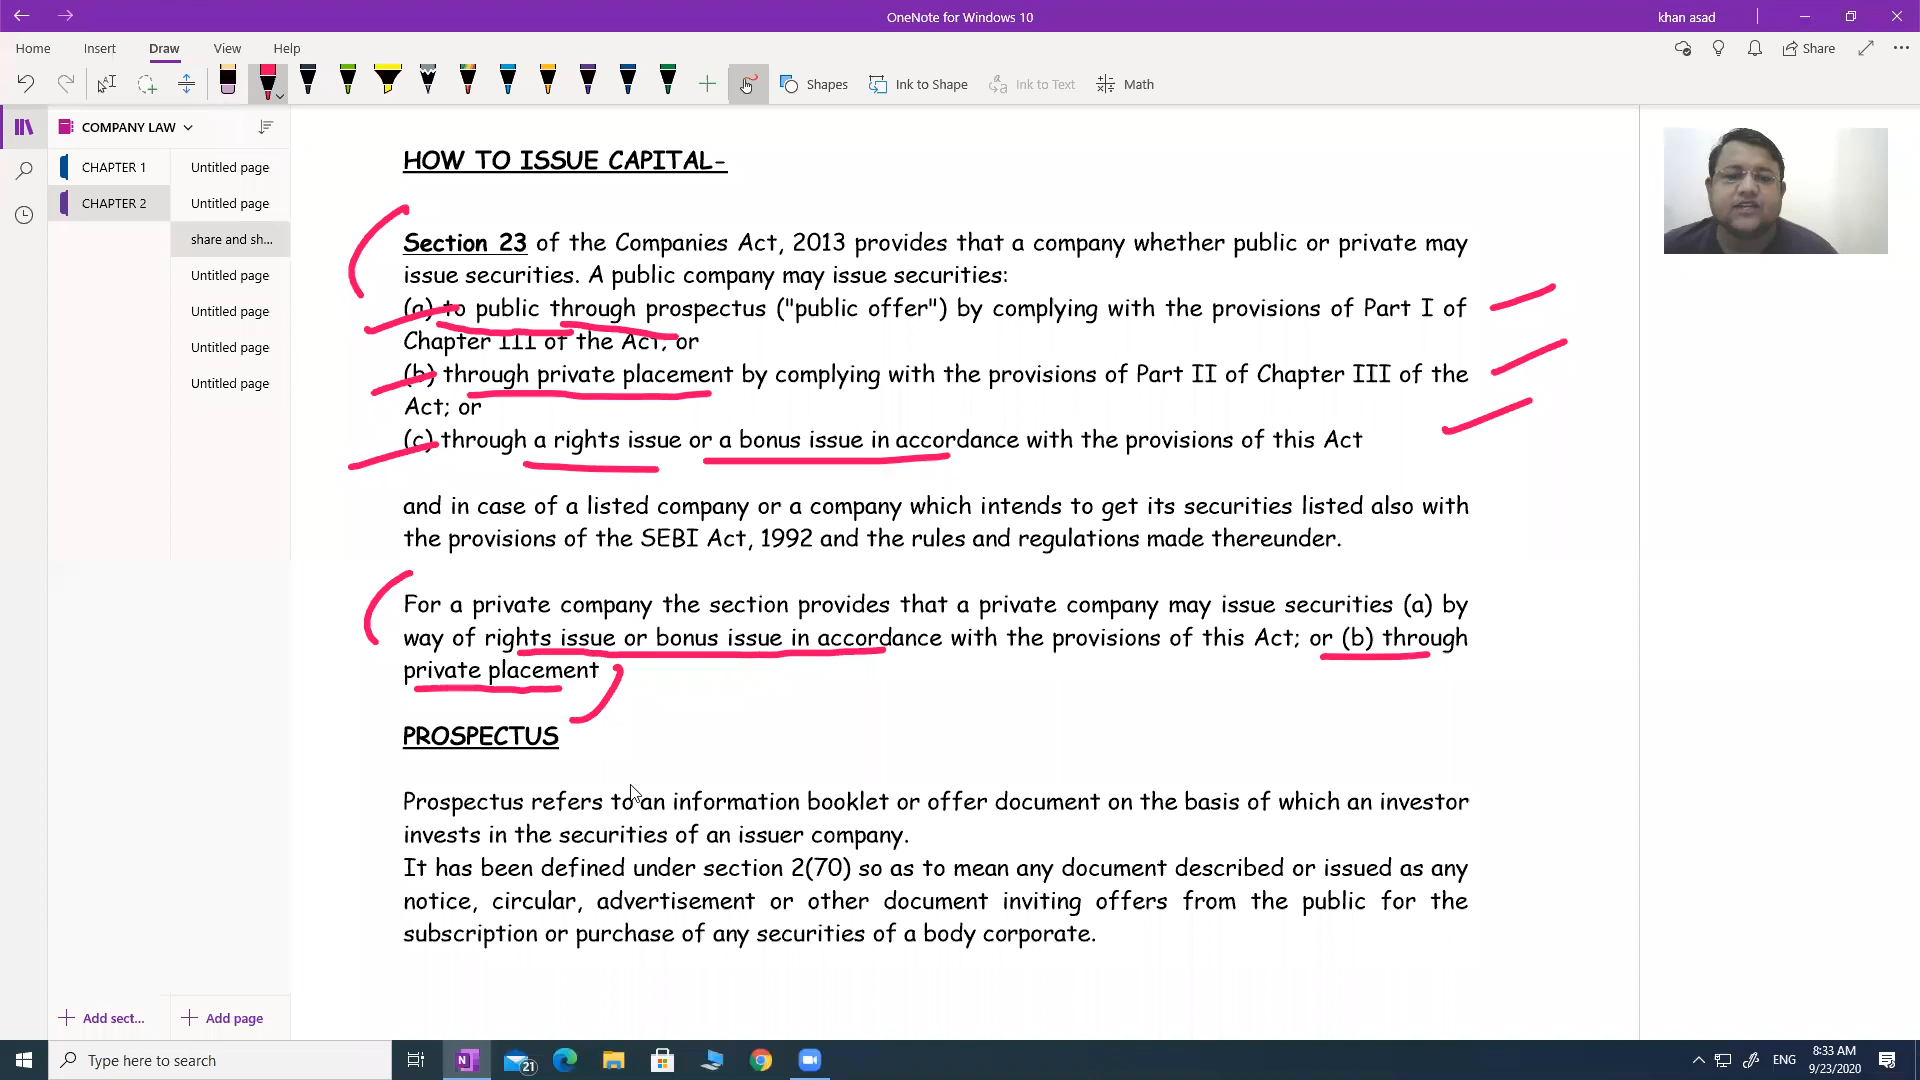 OneNote for Windows 10
khan asad
Home
Insert
Draw
View
Help
Share
Shapes
Ink to Shape
Ink to Text
Math
COMPANY LAW
CHAPTER 1
CHAPTER 2
Untitled page
Untitled page
share and sh...
Untitled page
Untitled page
Untitled page
Untitled page
Add sect...
Add page
HOW TO ISSUE CAPITAL-
Section 23 of the Companies Act, 2013 provides that a company whether public or private may
issue securities. A public company may issue securities:
(a) to public through prospectus ("public offer") by complying with the provisions of Part I of
Chapter III of the Act, or
(b) through private placement by complying with the provisions of Part II of Chapter III of the
Act; or
(c) through a rights issue or a bonus issue in accordance with the provisions of this Act
and in case of a listed company or a company which intends to get its securities listed also with
the provisions of the SEBI Act, 1992 and the rules and regulations made thereunder.
For a private company the section provides that a private company may issue securities (a) by
way of rights issue or bonus issue in accordance with the provisions of this Act; or (b) through
private placement
PROSPECTUS
Prospectus refers to an information booklet or offer document on the basis of which an investor
invests in the securities of an issuer company.
It has been defined under section 2(70) so as to mean any document described or issued as any
notice, circular, advertisement or other document inviting offers from the public for the
subscription or purchase of any securities of a body corporate.
Type here to search
N
21
ENG
8:33 AM
9/23/2020